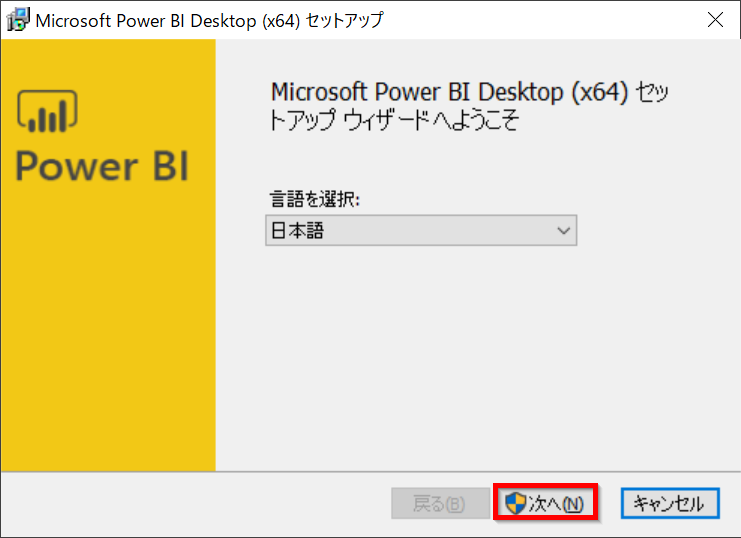 Microsoft Power BI Desktop (x64) セットアップ
Power BI
Microsoft Power BI Desktop (x64) セッ
トアップ ウィザードへようこそ
言語を選択:
日本語
戻る(B)
次へ(N)
キャンセル